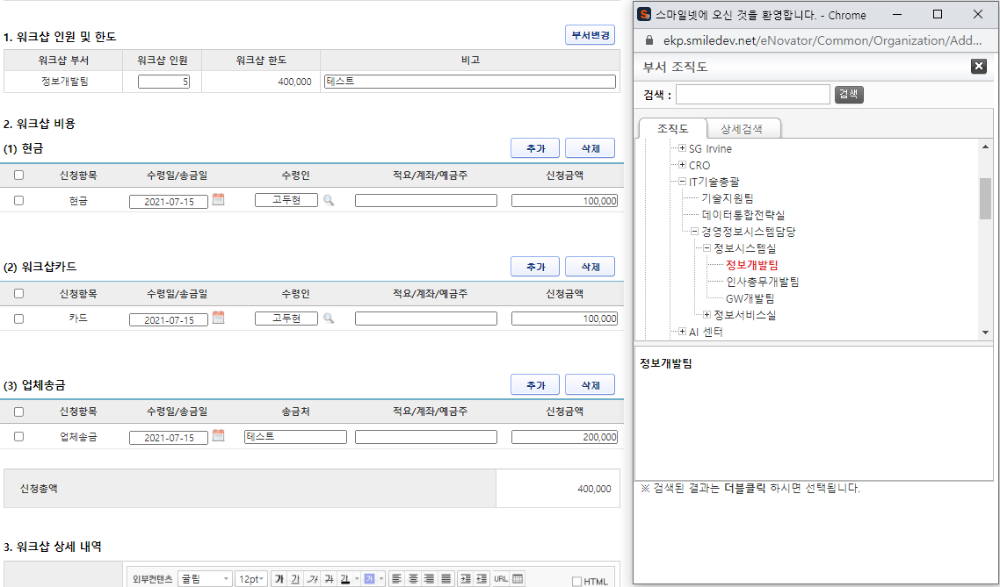 1. 워크샵 인원 및 한도
부서변경
워크샵 부서 워크샵 인원 워크샵 한도 비고
정보개발팀 5 400,000 테스트
2. 워크샵 비용
(1) 현금
추가 삭제
신청항목 수령일/송금일 수령인 적요/계좌/예금주 신청금액
현금 2021-07-15 고두현 100,000
(2) 워크샵카드
추가 삭제
신청항목 수령일/송금일 수령인 적요/계좌/예금주 신청금액
카드 2021-07-15 고두현 100,000
(3) 업체송금
추가 삭제
신청항목 수령일/송금일 송금처 적요/계좌/예금주 신청금액
업체송금 2021-07-15 테스트 200,000
신청총액 400,000
3. 워크샵 상세 내역
외부컨텐츠 굴림 12pt 가 가 가 가 가 가 URL HTML
스마일넷에 오신 것을 환영합니다. - Chrome
ekp.smiledev.net/eNovator/Common/Organization/Add...
부서 조직도
검색 : 검색
조직도 상세검색
SG Irvine
CRO
IT기술총괄
기술지원팀
데이터통합전략실
경영정보시스템담당
정보시스템실
정보개발팀
인사총무개발팀
GW개발팀
정보서비스실
AI 센터
정보개발팀
※ 검색된 결과는 더블클릭 하시면 선택됩니다.